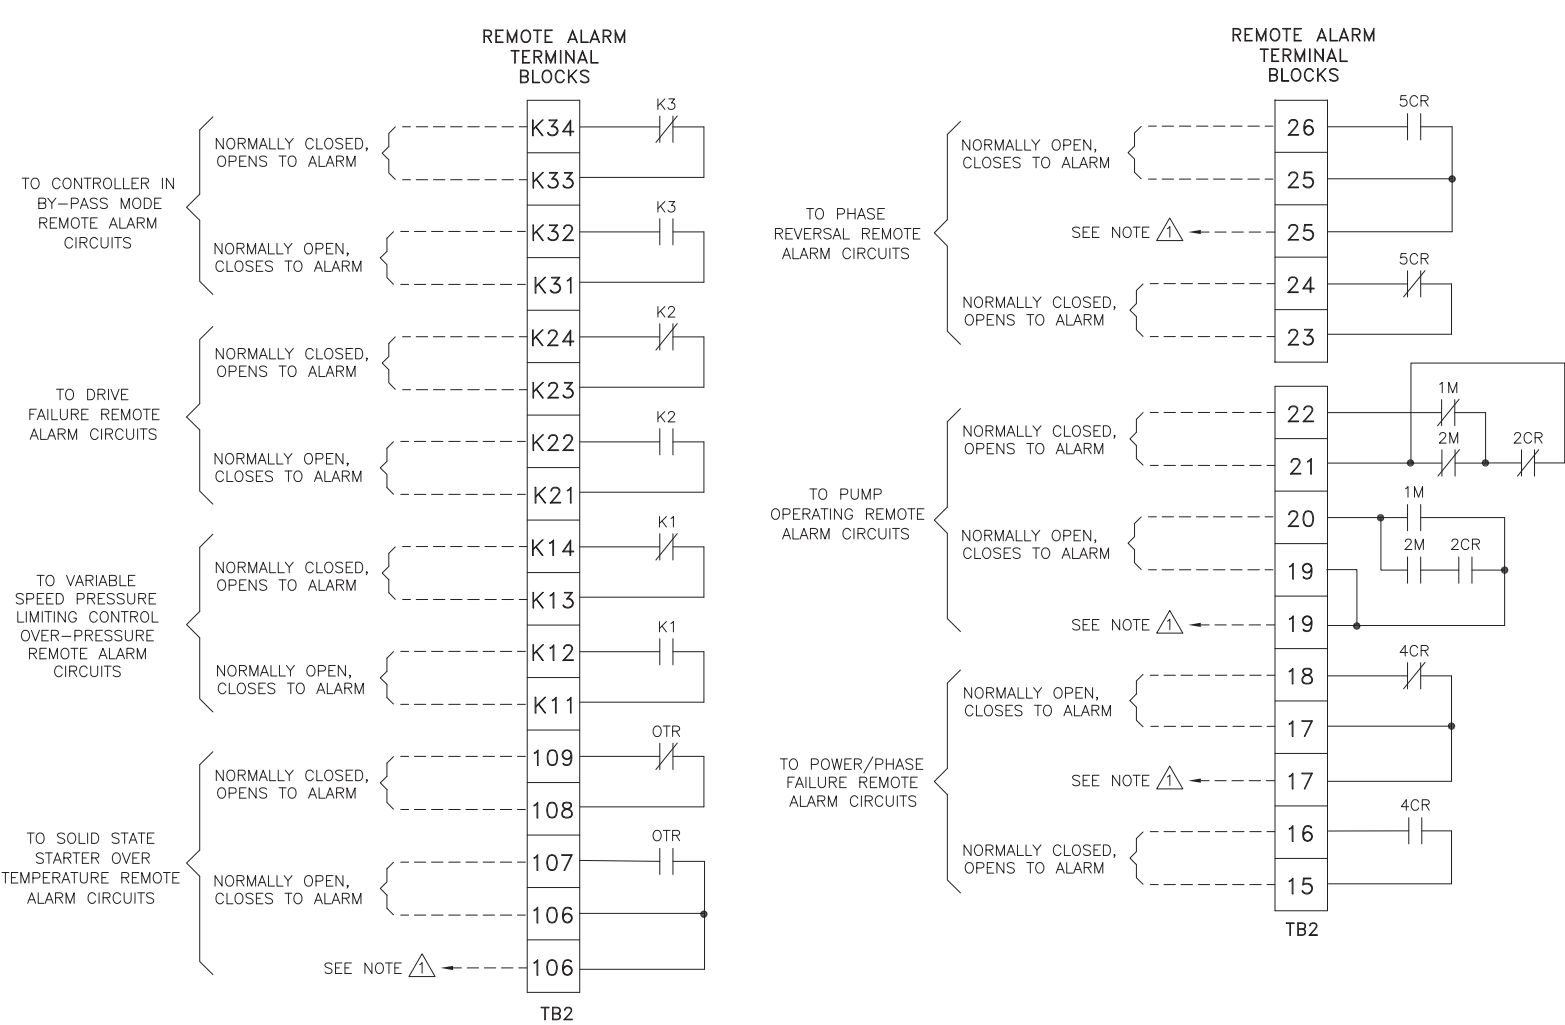 REMOTE ALARM
TERMINAL
BLOCKS
TO CONTROLLER IN
BY-PASS MODE
REMOTE ALARM
CIRCUITS
NORMALLY CLOSED,
OPENS TO ALARM
K34
K3
K33
NORMALLY OPEN,
CLOSES TO ALARM
K32
K3
K31
TO DRIVE
FAILURE REMOTE
ALARM CIRCUITS
NORMALLY CLOSED,
OPENS TO ALARM
K24
K2
K23
NORMALLY OPEN,
CLOSES TO ALARM
K22
K2
K21
TO VARIABLE
SPEED PRESSURE
LIMITING CONTROL
OVER-PRESSURE
REMOTE ALARM
CIRCUITS
NORMALLY CLOSED,
OPENS TO ALARM
K14
K1
K13
NORMALLY OPEN,
CLOSES TO ALARM
K12
K1
K11
TO SOLID STATE
STARTER OVER
TEMPERATURE REMOTE
ALARM CIRCUITS
NORMALLY CLOSED,
OPENS TO ALARM
109
OTR
108
NORMALLY OPEN,
CLOSES TO ALARM
107
OTR
106
SEE NOTE 1
106
TB2
REMOTE ALARM
TERMINAL
BLOCKS
TO PHASE
REVERSAL REMOTE
ALARM CIRCUITS
NORMALLY OPEN,
CLOSES TO ALARM
26
5CR
25
SEE NOTE 1
25
NORMALLY CLOSED,
OPENS TO ALARM
24
5CR
23
TO PUMP
OPERATING REMOTE
ALARM CIRCUITS
NORMALLY CLOSED,
OPENS TO ALARM
22
1M
21
2M 2CR
NORMALLY OPEN,
CLOSES TO ALARM
20
1M
19
2M 2CR
SEE NOTE 1
19
TO POWER/PHASE
FAILURE REMOTE
ALARM CIRCUITS
NORMALLY OPEN,
CLOSES TO ALARM
18
4CR
17
SEE NOTE 1
17
NORMALLY CLOSED,
OPENS TO ALARM
16
4CR
15
TB2